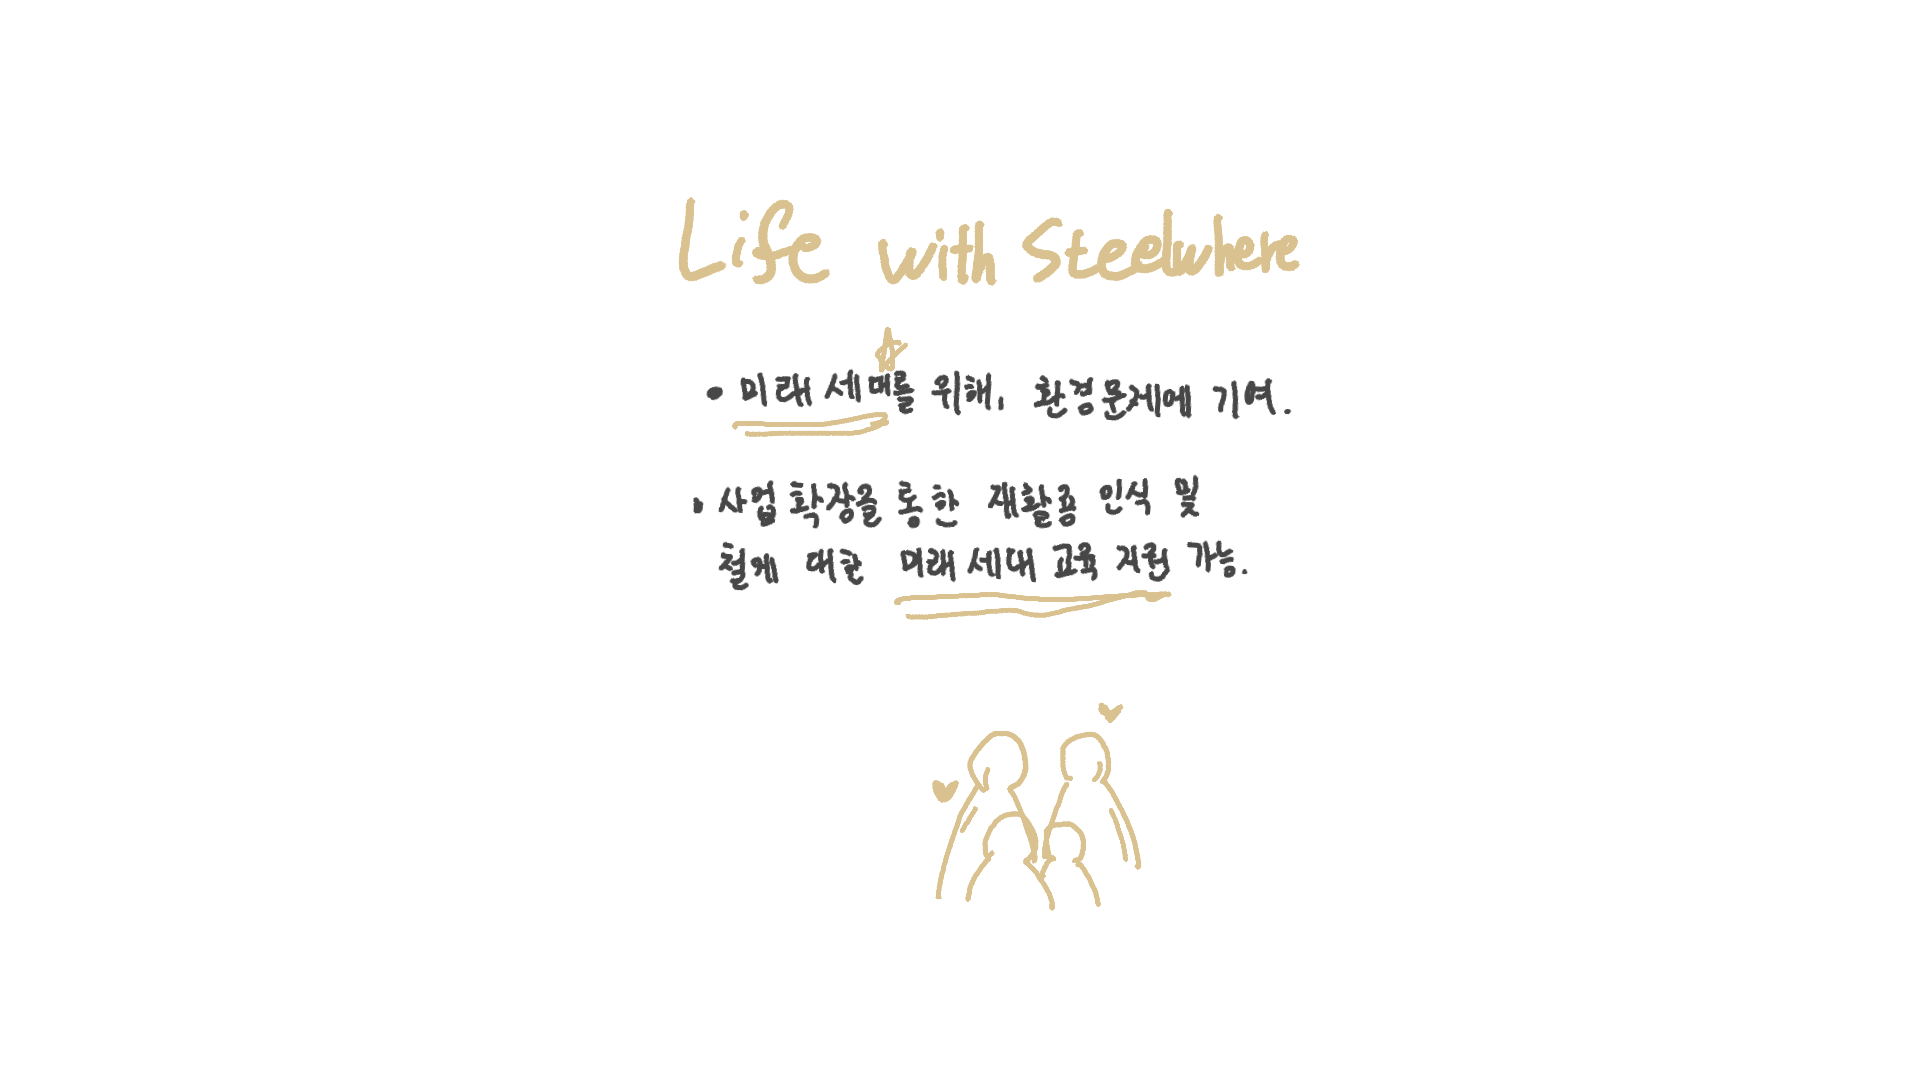 Life with Steelwhere
• 미래 세대를 위해, 환경문제에 기여.
• 사업 확장을 통한 재활용 인식 및
철에 대한 미래 세대 교육 지원 가능.